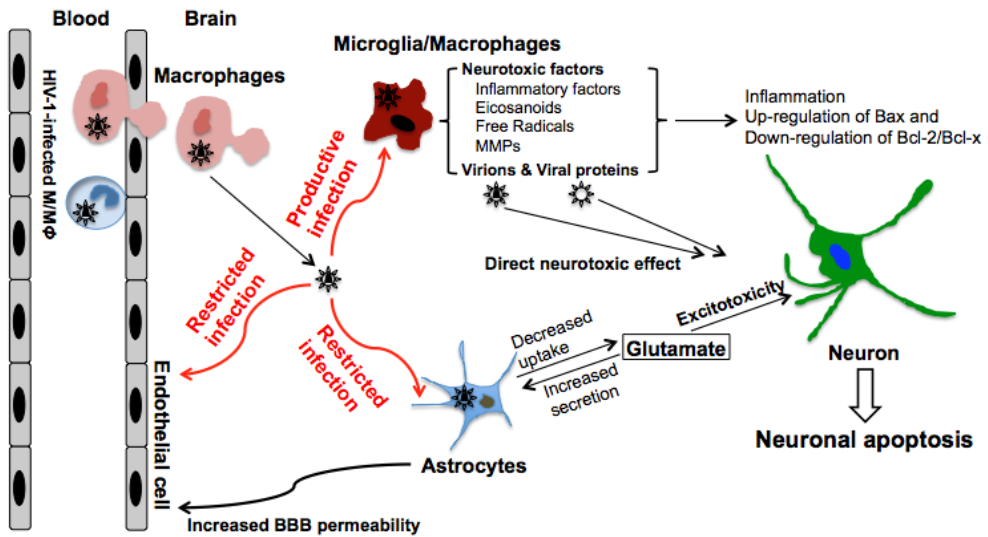 Blood
Brain
HIV-1-infected M/MΦ
Macrophages
Microglia/Macrophages
Neurotoxic factors
Inflammatory factors
Eicosanoids
Free Radicals
MMPs
Virions & Viral proteins
Inflammation
Up-regulation of Bax and
Down-regulation of Bcl-2/Bcl-x
Productive
infection
Direct neurotoxic effect
Restricted
infection
Restricted
infection
Decreased
uptake
Glutamate
Increased
secretion
Excitotoxicity
Neuron
Neuronal apoptosis
Endothelial cell
Astrocytes
Increased BBB permeability